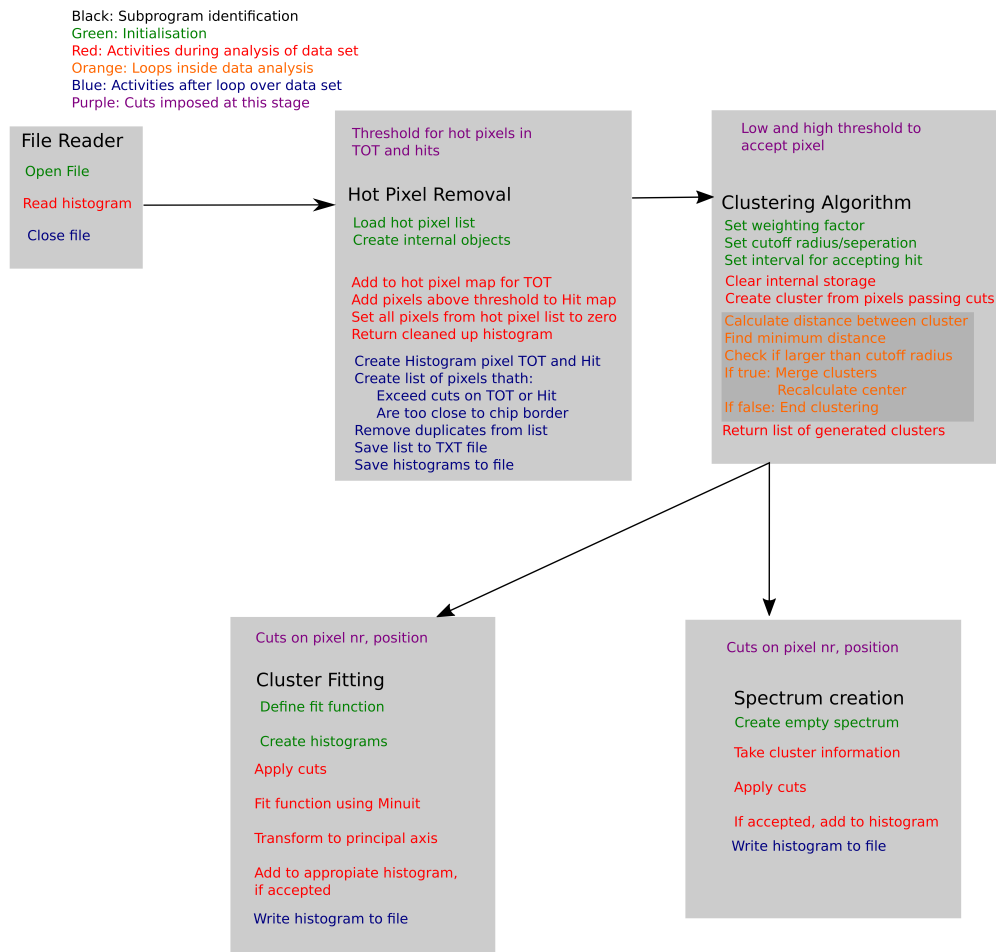 Black: Subprogram identification
Green: Initialisation
Red: Activities during analysis of data set
Orange: Loops inside data analysis
Blue: Activities after loop over data set
Purple: Cuts imposed at this stage
File Reader
Open File
Read histogram
Close file
Threshold for hot pixels in
TOT and hits
Hot Pixel Removal
Load hot pixel list
Create internal objects
Add to hot pixel map for TOT
Add pixels above threshold to Hit map
Set all pixels from hot pixel list to zero
Return cleaned up histogram
Create Histogram pixel TOT and Hit
Create list of pixels thath:
Exceed cuts on TOT or Hit
Are too close to chip border
Remove duplicates from list
Save list to TXT file
Save histograms to file
Low and high threshold to
accept pixel
Clustering Algorithm
Set weighting factor
Set cutoff radius/seperation
Set interval for accepting hit
Clear internal storage
Create cluster from pixels passing cuts
Calculate distance between cluster
Find minimum distance
Check if larger than cutoff radius
If true: Merge clusters
Recalculate center
If false: End clustering
Return list of generated clusters
Cuts on pixel nr, position
Cluster Fitting
Define fit function
Create histograms
Apply cuts
Fit function using Minuit
Transform to principal axis
Add to appropiate histogram,
if accepted
Write histogram to file
Cuts on pixel nr, position
Spectrum creation
Create empty spectrum
Take cluster information
Apply cuts
If accepted, add to histogram
Write histogram to file